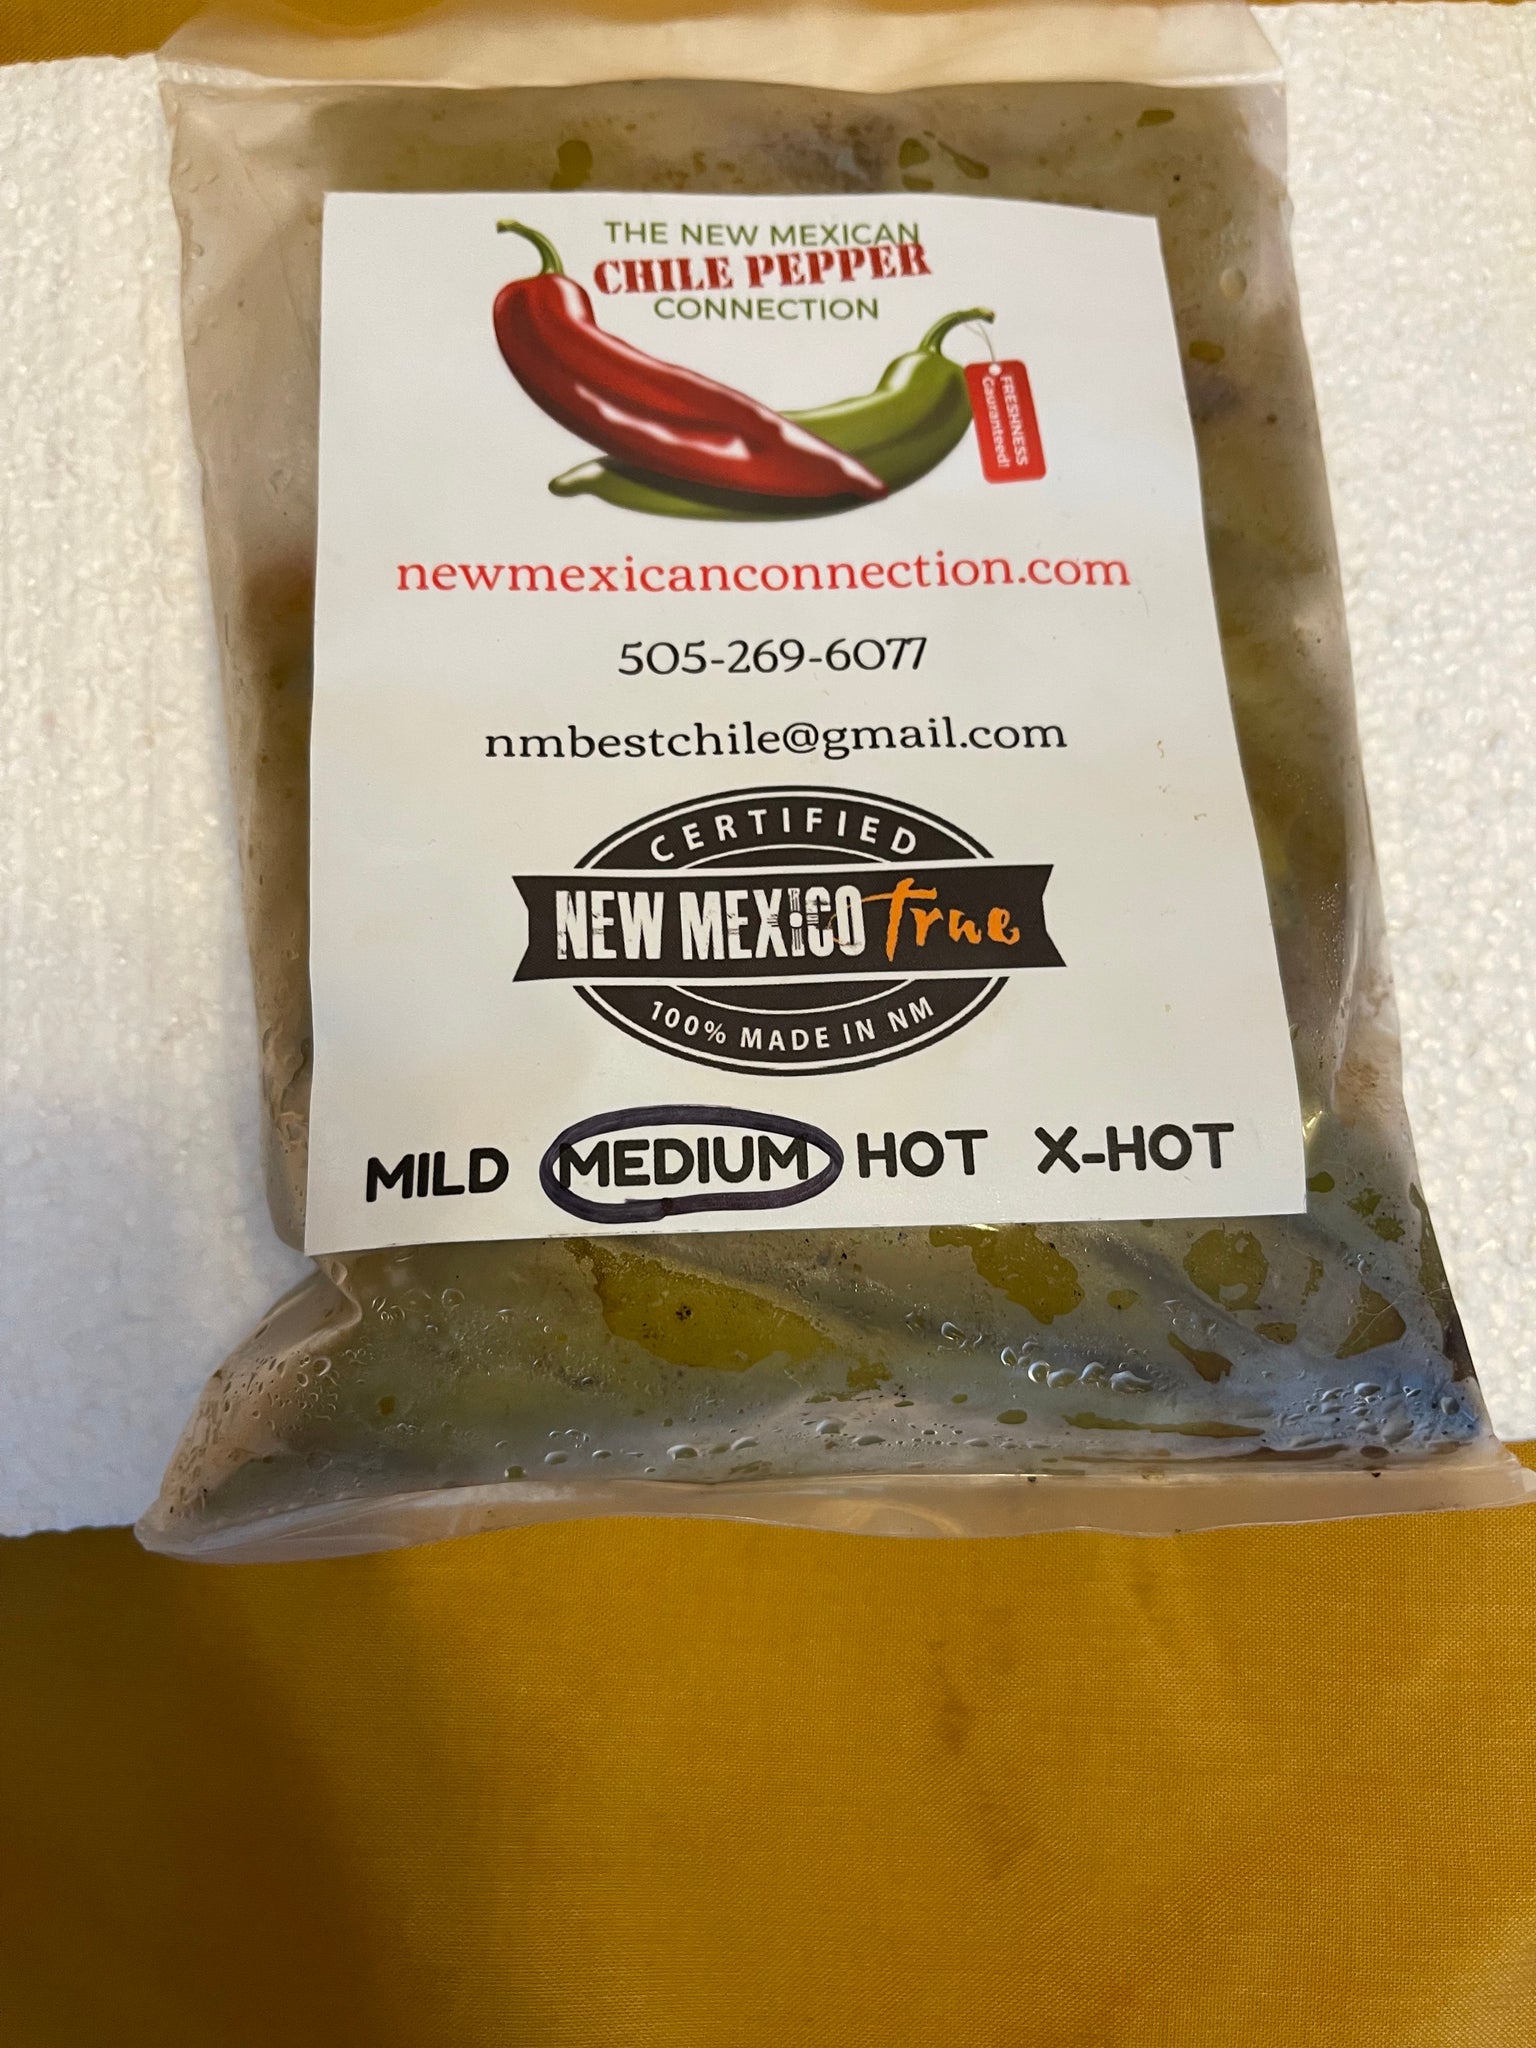 THE NEW MEXICAN
CHILE PEPPER
CONNECTION
FRESHNESS
Gauranteed!
newmexicanconnection.com
505-269-6077
nmbestchile@gmail.com
CERTIFIED
NEW MEXICO True
100% MADE IN NM
MILD MEDIUM HOT X-HOT